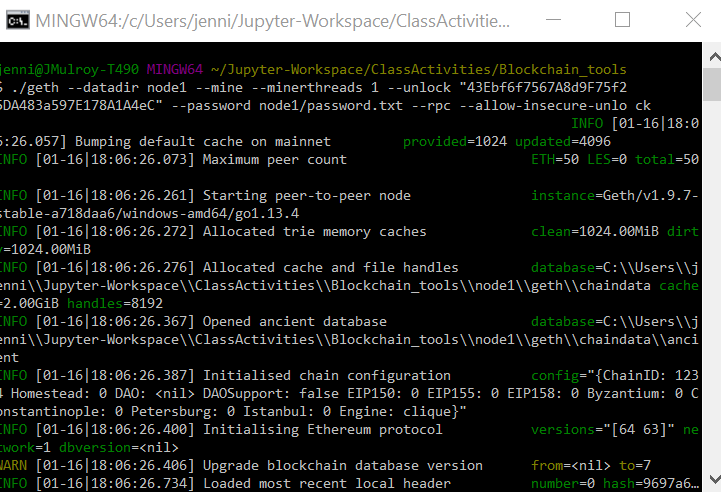 MINGW64:/c/Users/jenni/Jupyter-Workspace/ClassActivitie...
jenni@JMulroy-T490 MINGW64 ~/Jupyter-Workspace/ClassActivities/Blockchain_tools
$ ./geth --datadir node1 --mine --minerthreads 1 --unlock "43Ebf6f7567A8d9F75f2
5DA483a597E178A1A4eC" --password node1/password.txt --rpc --allow-insecure-unlo ck
INFO [01-16|18:0
6:26.057] Bumping default cache on mainnet provided=1024 updated=4096
INFO [01-16|18:06:26.073] Maximum peer count ETH=50 LES=0 total=50
INFO [01-16|18:06:26.261] Starting peer-to-peer node instance=Geth/v1.9.7-
stable-a718daa6/windows-amd64/go1.13.4
INFO [01-16|18:06:26.272] Allocated trie memory caches clean=1024.00MiB dirt
y=1024.00MiB
INFO [01-16|18:06:26.276] Allocated cache and file handles database=C:\\Users\\j
enni\\Jupyter-Workspace\\ClassActivities\\Blockchain_tools\\node1\\geth\\chaindata cache
=2.00GiB handles=8192
INFO [01-16|18:06:26.367] Opened ancient database database=C:\\Users\\j
enni\\Jupyter-Workspace\\ClassActivities\\Blockchain_tools\\node1\\geth\\chaindata\\anci
ent
INFO [01-16|18:06:26.387] Initialised chain configuration config="{ChainID: 123
4 Homestead: 0 DAO: <nil> DAOSupport: false EIP150: 0 EIP155: 0 EIP158: 0 Byzantium: 0 C
onstantinople: 0 Petersburg: 0 Istanbul: 0 Engine: clique}"
INFO [01-16|18:06:26.400] Initialising Ethereum protocol versions="[64 63]" ne
twork=1 dbversion=<nil>
WARN [01-16|18:06:26.406] Upgrade blockchain database version from=<nil> to=7
INFO [01-16|18:06:26.734] Loaded most recent local header number=0 hash=9697a6...